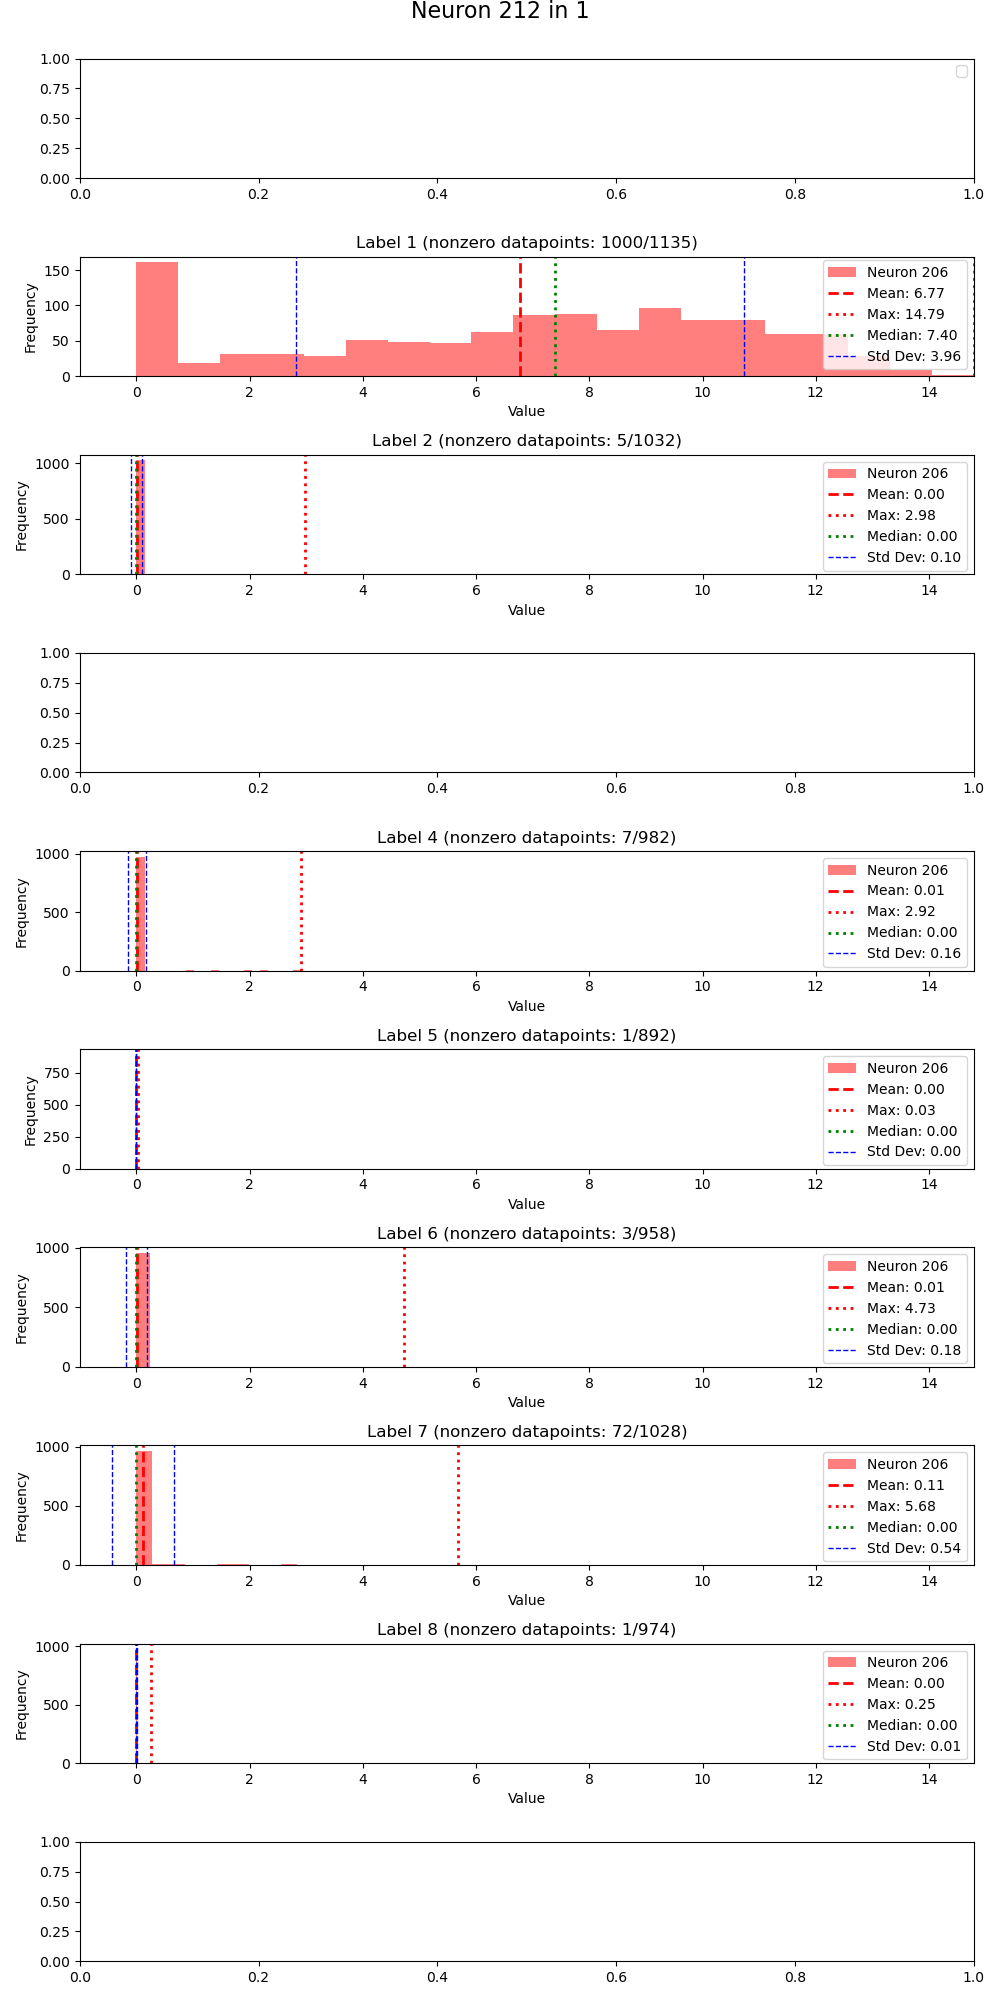 Neuron 212 in 1
1.00
0.75
0.50
0.25
0.00
0.0 0.2 0.4 0.6 0.8 1.0
Label 1 (nonzero datapoints: 1000/1135)
Frequency
150
100
50
0
Neuron 206
Mean: 6.77
Max: 14.79
Median: 7.40
Std Dev: 3.96
0 2 4 6 8 10 12 14
Value
Label 2 (nonzero datapoints: 5/1032)
Frequency
1000
500
0
Neuron 206
Mean: 0.00
Max: 2.98
Median: 0.00
Std Dev: 0.10
0 2 4 6 8 10 12 14
Value
1.00
0.75
0.50
0.25
0.00
0.0 0.2 0.4 0.6 0.8 1.0
Label 4 (nonzero datapoints: 7/982)
Frequency
1000
500
0
Neuron 206
Mean: 0.01
Max: 2.92
Median: 0.00
Std Dev: 0.16
0 2 4 6 8 10 12 14
Value
Label 5 (nonzero datapoints: 1/892)
Frequency
750
500
250
0
Neuron 206
Mean: 0.00
Max: 0.03
Median: 0.00
Std Dev: 0.00
0 2 4 6 8 10 12 14
Value
Label 6 (nonzero datapoints: 3/958)
Frequency
1000
500
0
Neuron 206
Mean: 0.01
Max: 4.73
Median: 0.00
Std Dev: 0.18
0 2 4 6 8 10 12 14
Value
Label 7 (nonzero datapoints: 72/1028)
Frequency
1000
500
0
Neuron 206
Mean: 0.11
Max: 5.68
Median: 0.00
Std Dev: 0.54
0 2 4 6 8 10 12 14
Value
Label 8 (nonzero datapoints: 1/974)
Frequency
1000
500
0
Neuron 206
Mean: 0.00
Max: 0.25
Median: 0.00
Std Dev: 0.01
0 2 4 6 8 10 12 14
Value
1.00
0.75
0.50
0.25
0.00
0.0 0.2 0.4 0.6 0.8 1.0